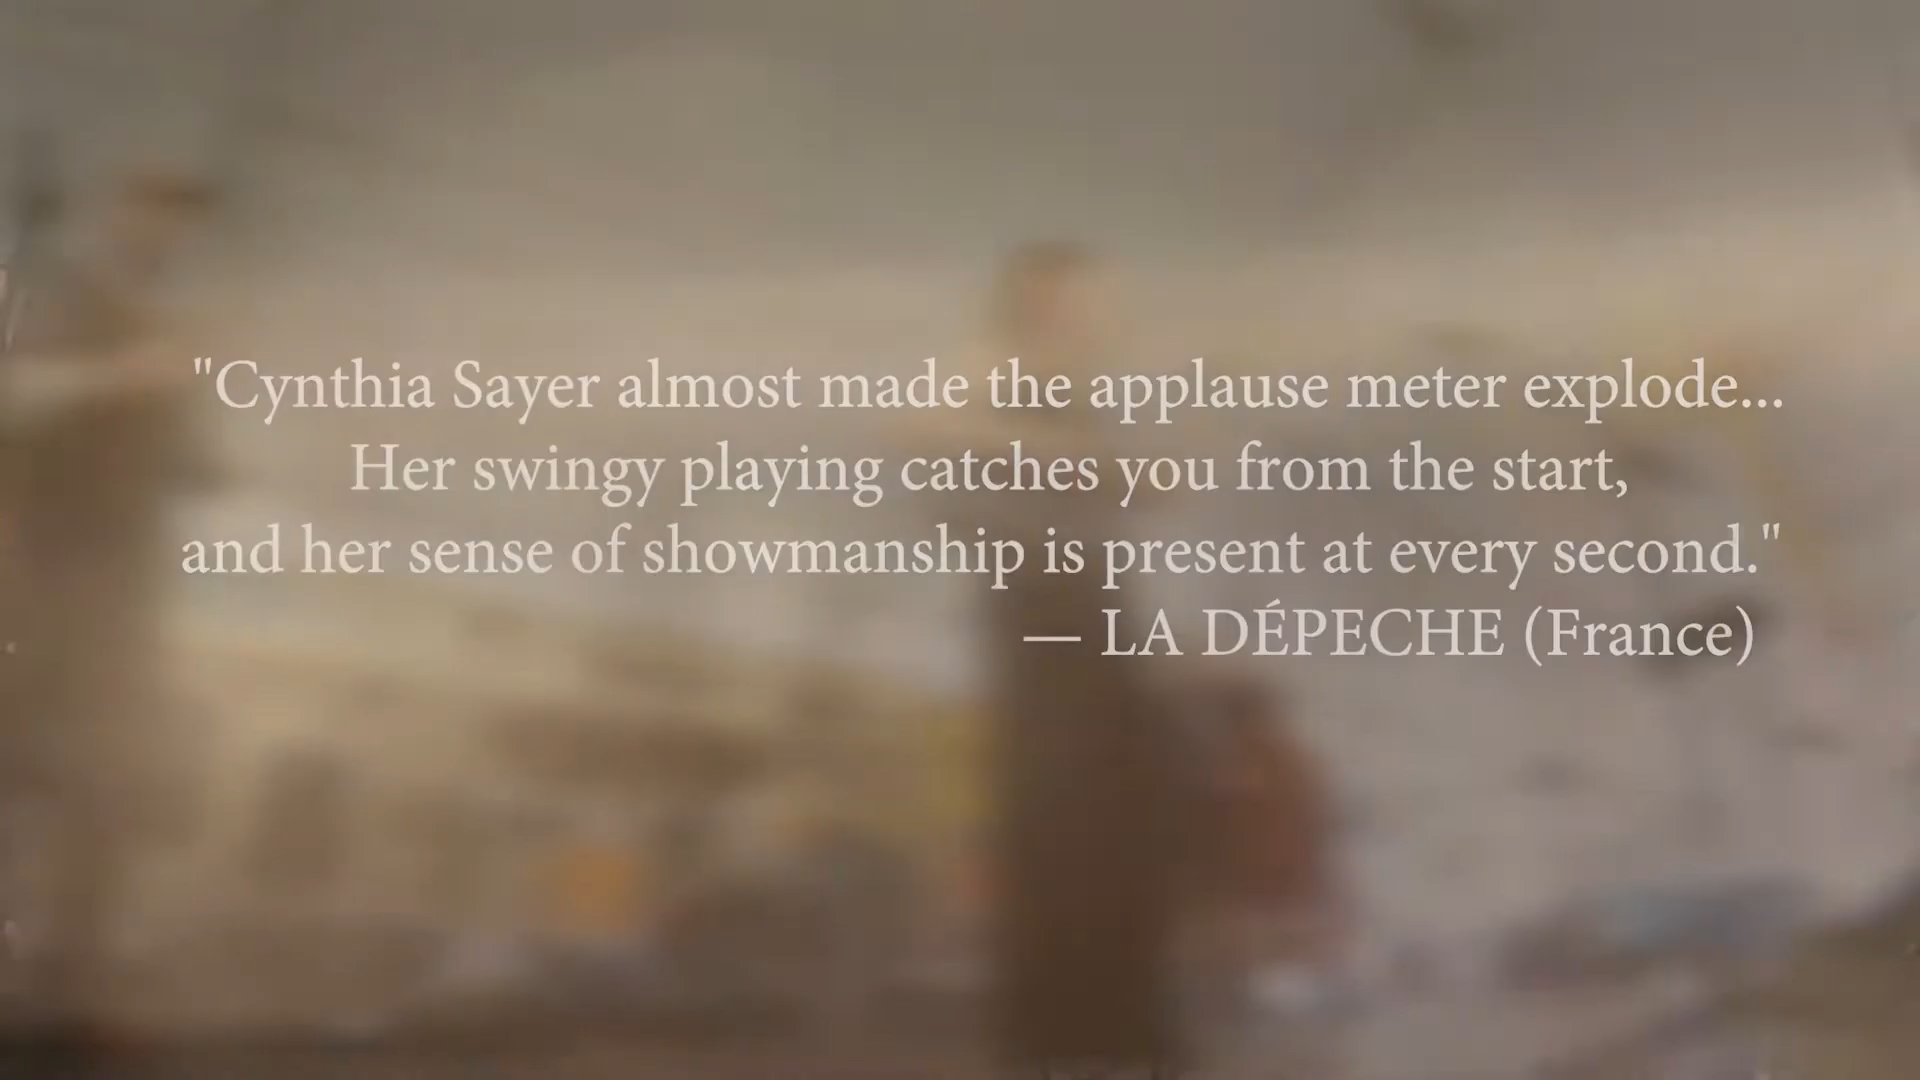 "Cynthia Sayer almost made the applause meter explode...
Her swingy playing catches you from the start,
and her sense of showmanship is present at every second."
— LA DÉPECHE (France)